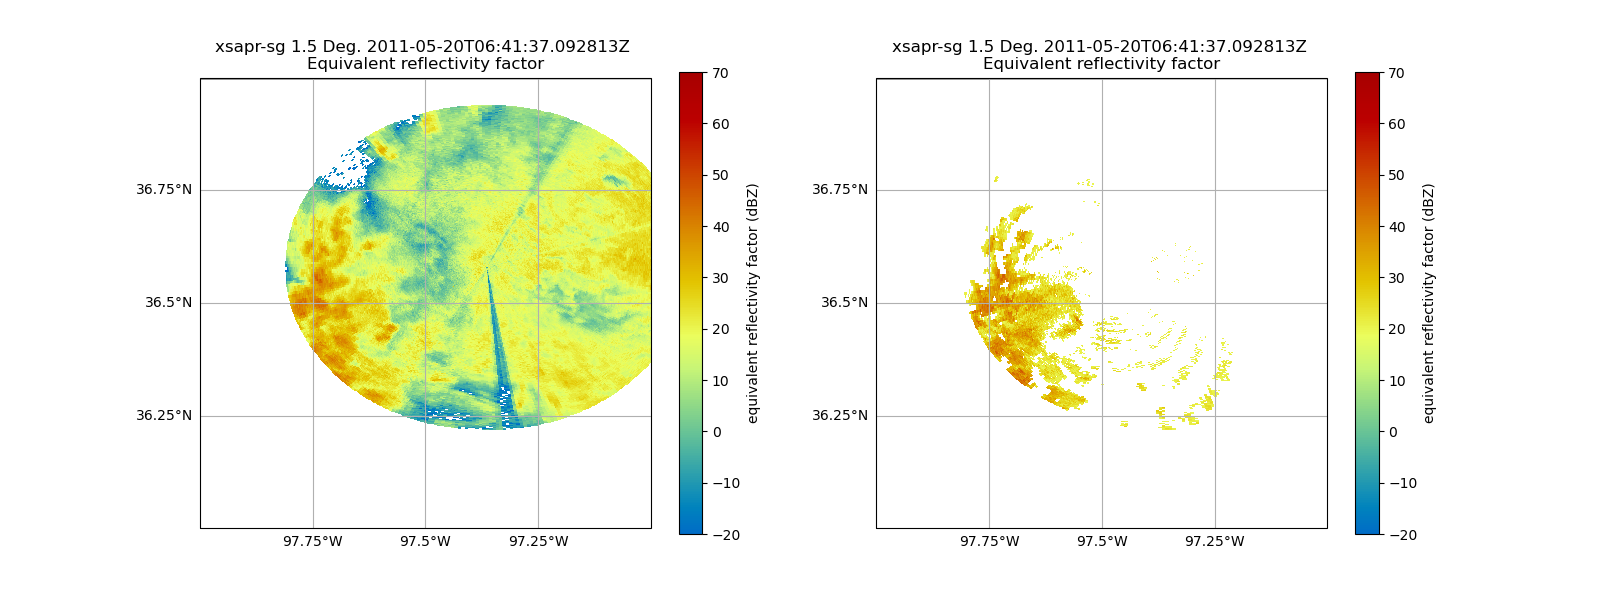 xsapr-sg 1.5 Deg. 2011-05-20T06:41:37.092813Z
Equivalent reflectivity factor
36.75°N
36.5°N
36.25°N
97.75°W
97.5°W
97.25°W
70
60
50
40
30
20
10
0
−10
−20
equivalent reflectivity factor (dBZ)
xsapr-sg 1.5 Deg. 2011-05-20T06:41:37.092813Z
Equivalent reflectivity factor
36.75°N
36.5°N
36.25°N
97.75°W
97.5°W
97.25°W
70
60
50
40
30
20
10
0
−10
−20
equivalent reflectivity factor (dBZ)